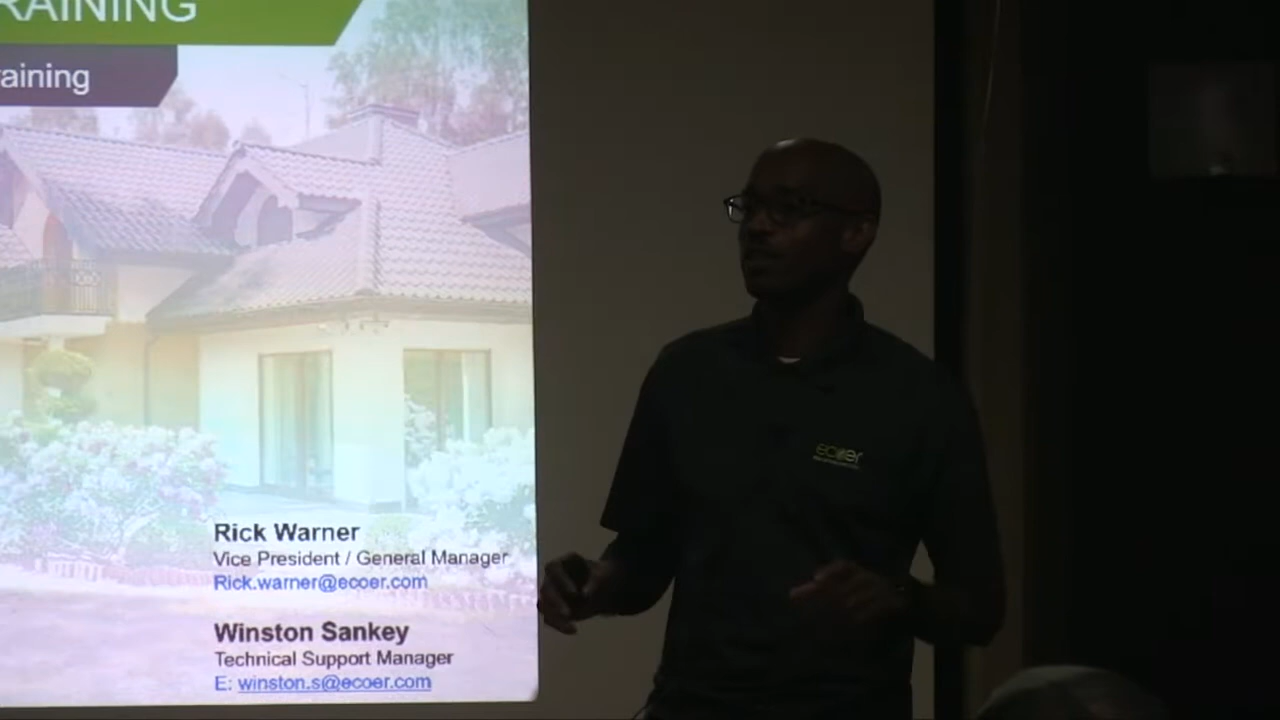 RAINING
raining
ecoer
Rick Warner
Vice President / General Manager
Rick.warner@ecoer.com
Winston Sankey
Technical Support Manager
E: winston.s@ecoer.com